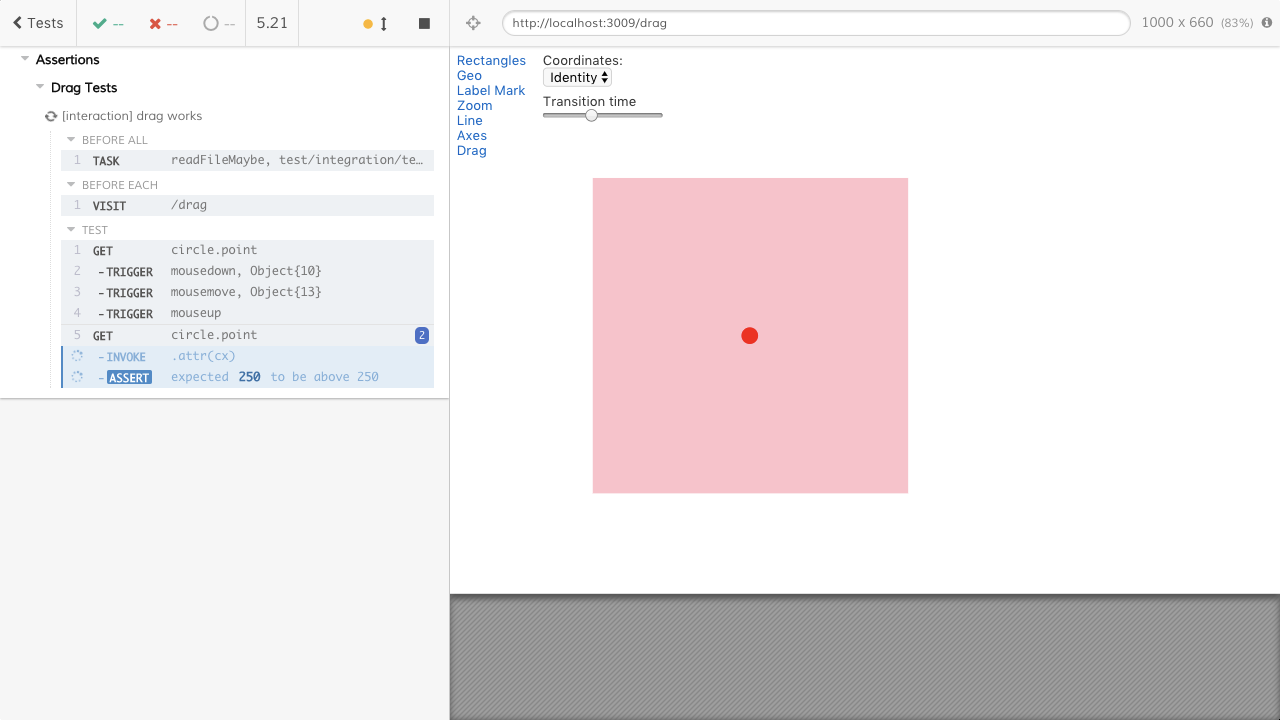 Tests
--
--
--
5.21
http://localhost:3009/drag
1000 x 660 (83%)
Assertions
Drag Tests
[interaction] drag works
BEFORE ALL
1 TASK readFileMaybe, test/integration/te…
BEFORE EACH
1 VISIT /drag
TEST
1 GET circle.point
2 -TRIGGER mousedown, Object{10}
3 -TRIGGER mousemove, Object{13}
4 -TRIGGER mouseup
5 GET circle.point 2
-INVOKE .attr(cx)
-ASSERT expected 250 to be above 250
Rectangles
Geo
Label Mark
Zoom
Line
Axes
Drag
Coordinates:
Identity
Transition time